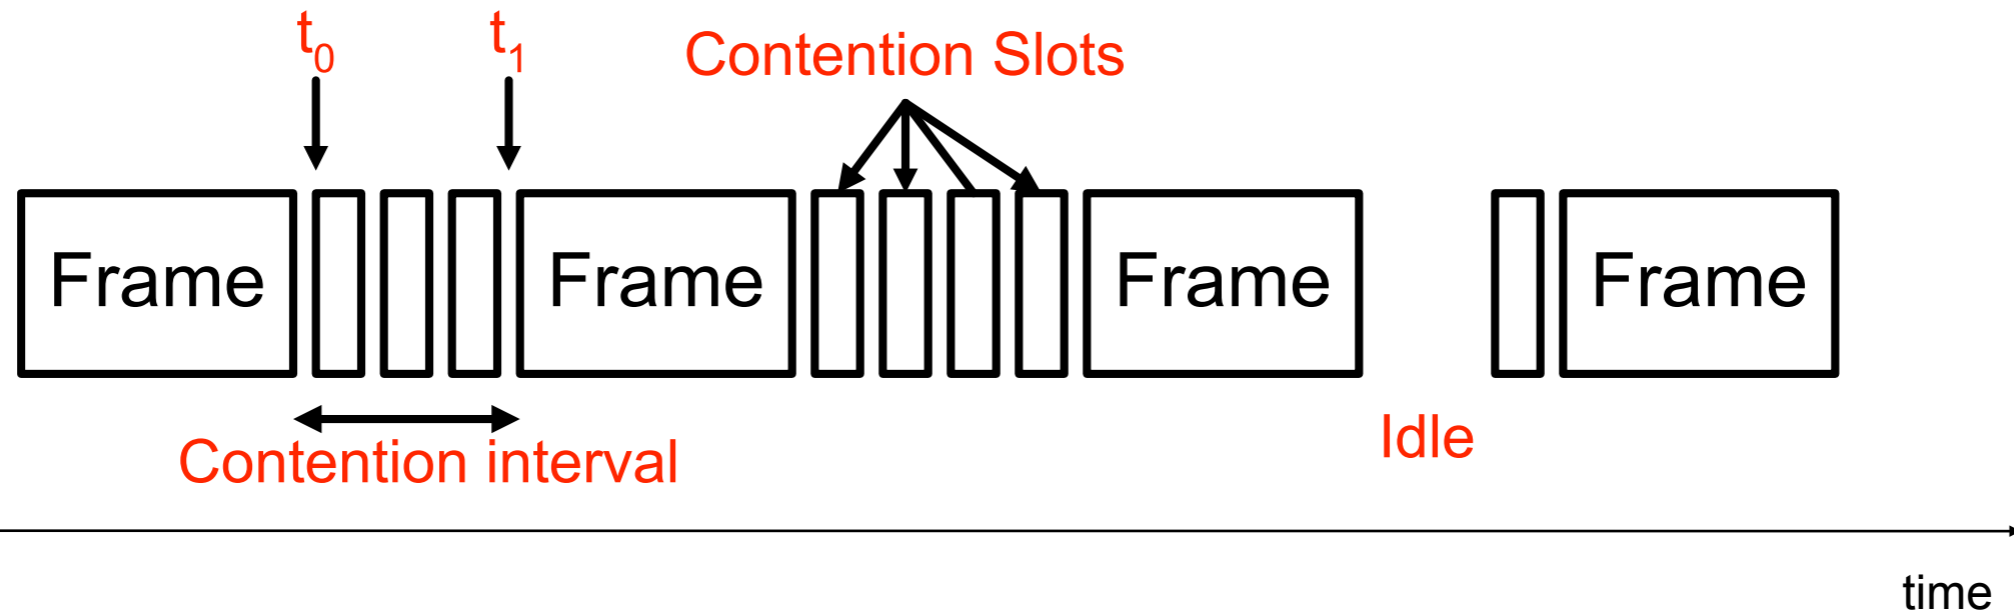 t0
t1
Contention Slots
Frame
Frame
Frame
Frame
Contention interval
Idle
time